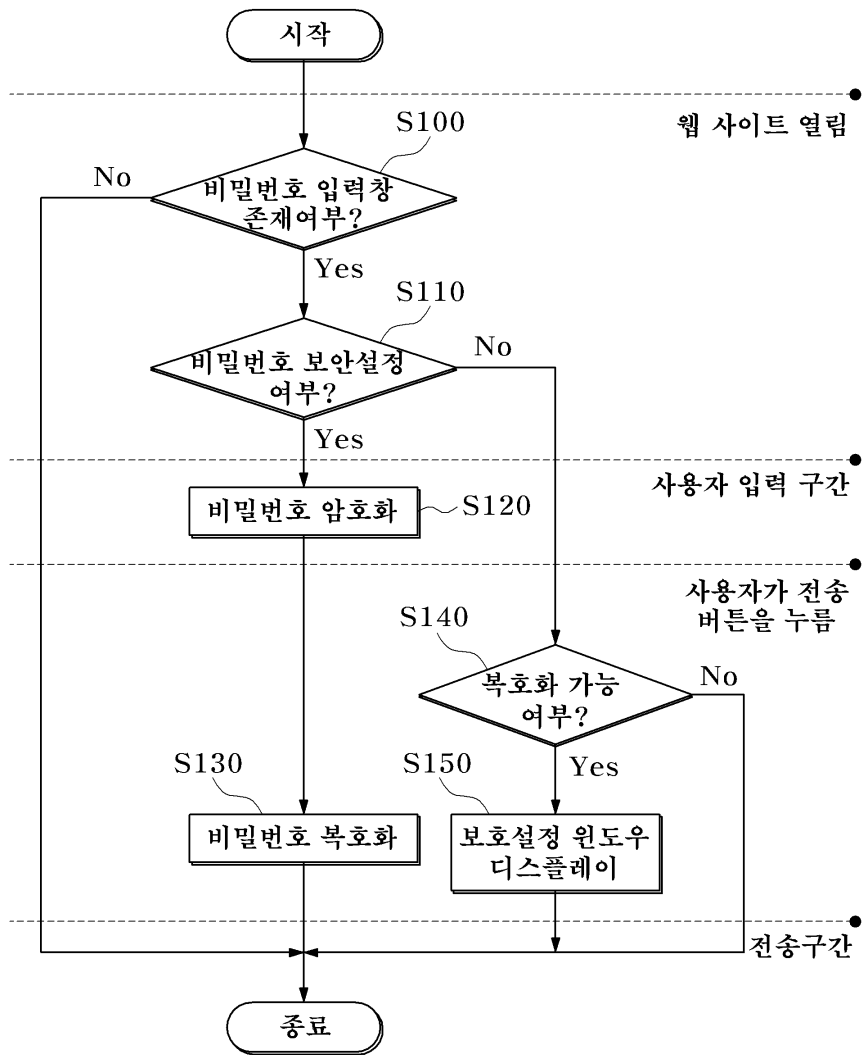 시작
웹 사이트 열림
S100
No
비밀번호 입력창
존재여부?
Yes
S110
No
비밀번호 보안설정
여부?
Yes
사용자 입력 구간
비밀번호 암호화
S120
사용자가 전송
버튼을 누름
S140
No
복호화 가능
여부?
Yes
S130
S150
비밀번호 복호화
보호설정 윈도우
디스플레이
전송구간
종료